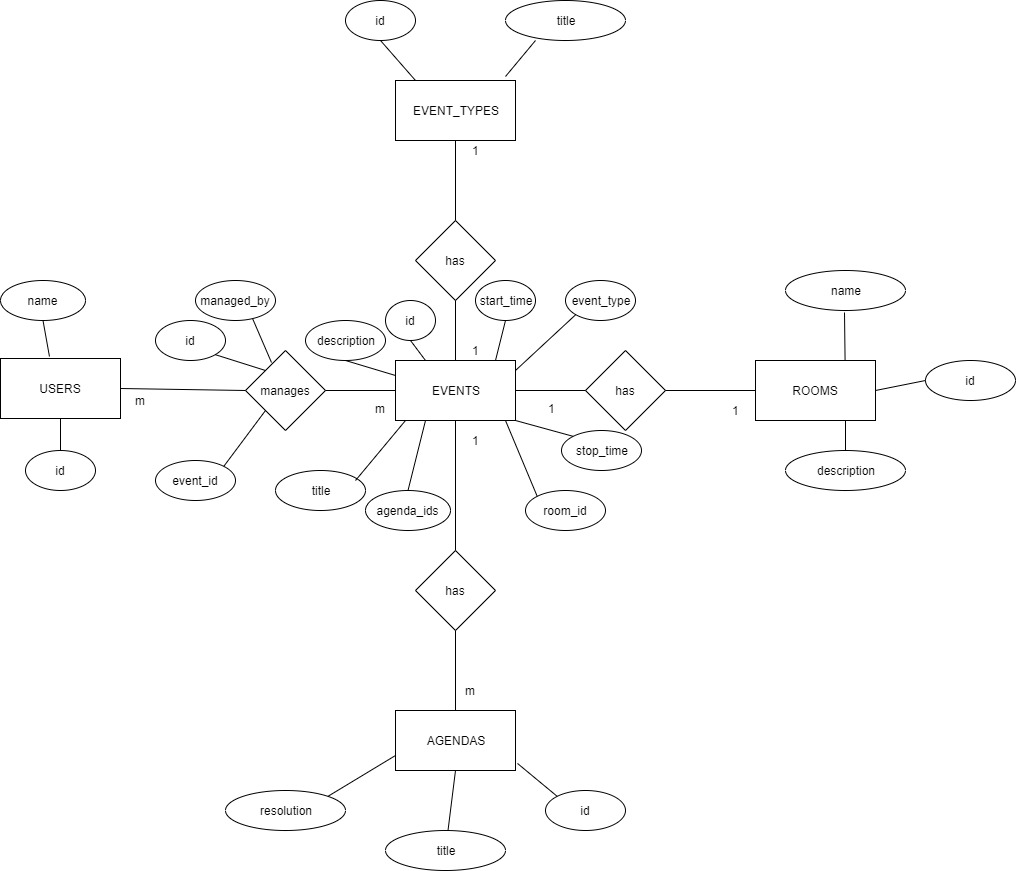 id
title
EVENT_TYPES
1
has
name
managed_by
id
start_time
event_type
name
id
description
1
USERS
manages
EVENTS
has
ROOMS
id
m
m
1
1
1
stop_time
id
event_id
title
agenda_ids
room_id
description
has
m
AGENDAS
resolution
id
title